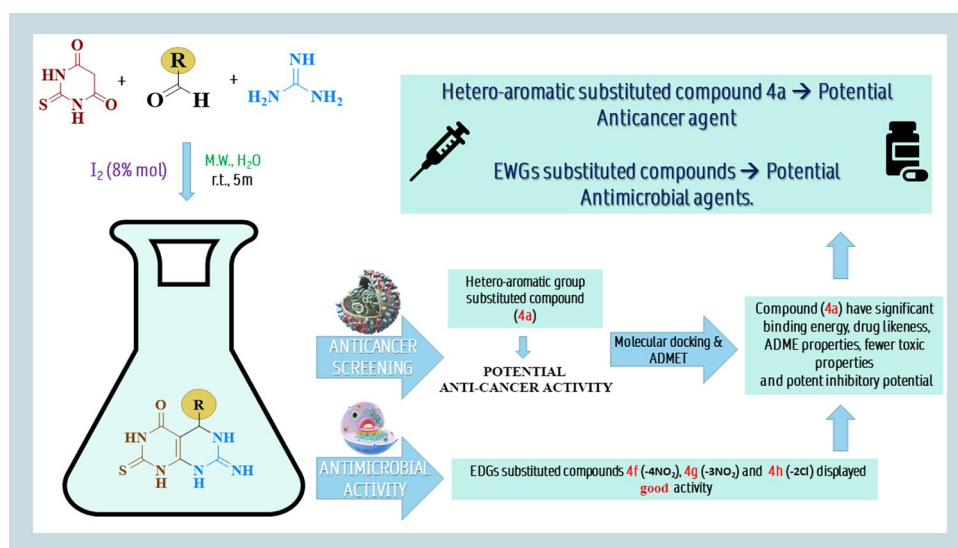 O
HN
S
N
H
O
+
R
O
H
+
NH
H₂N
NH₂
I₂ (8% mol)
M.W., H₂O
r.t., 5m
Hetero-aromatic substituted compound 4a → Potential
Anticancer agent
EWGs substituted compounds → Potential
Antimicrobial agents.
O
R
HN
NH
S
N
H
N
H
NH
ANTICANCER
SCREENING
Hetero-aromatic group
substituted compound
(4a)
POTENTIAL
ANTI-CANCER ACTIVITY
Molecular docking &
ADMET
Compound (4a) have significant
binding energy, drug likeness,
ADME properties, fewer toxic
properties
and potent inhibitory potential
ANTIMICROBIAL
ACTIVITY
EDGs substituted compounds 4f (-4NO₂), 4g (-3NO₂) and 4h (-2Cl) displayed
good activity